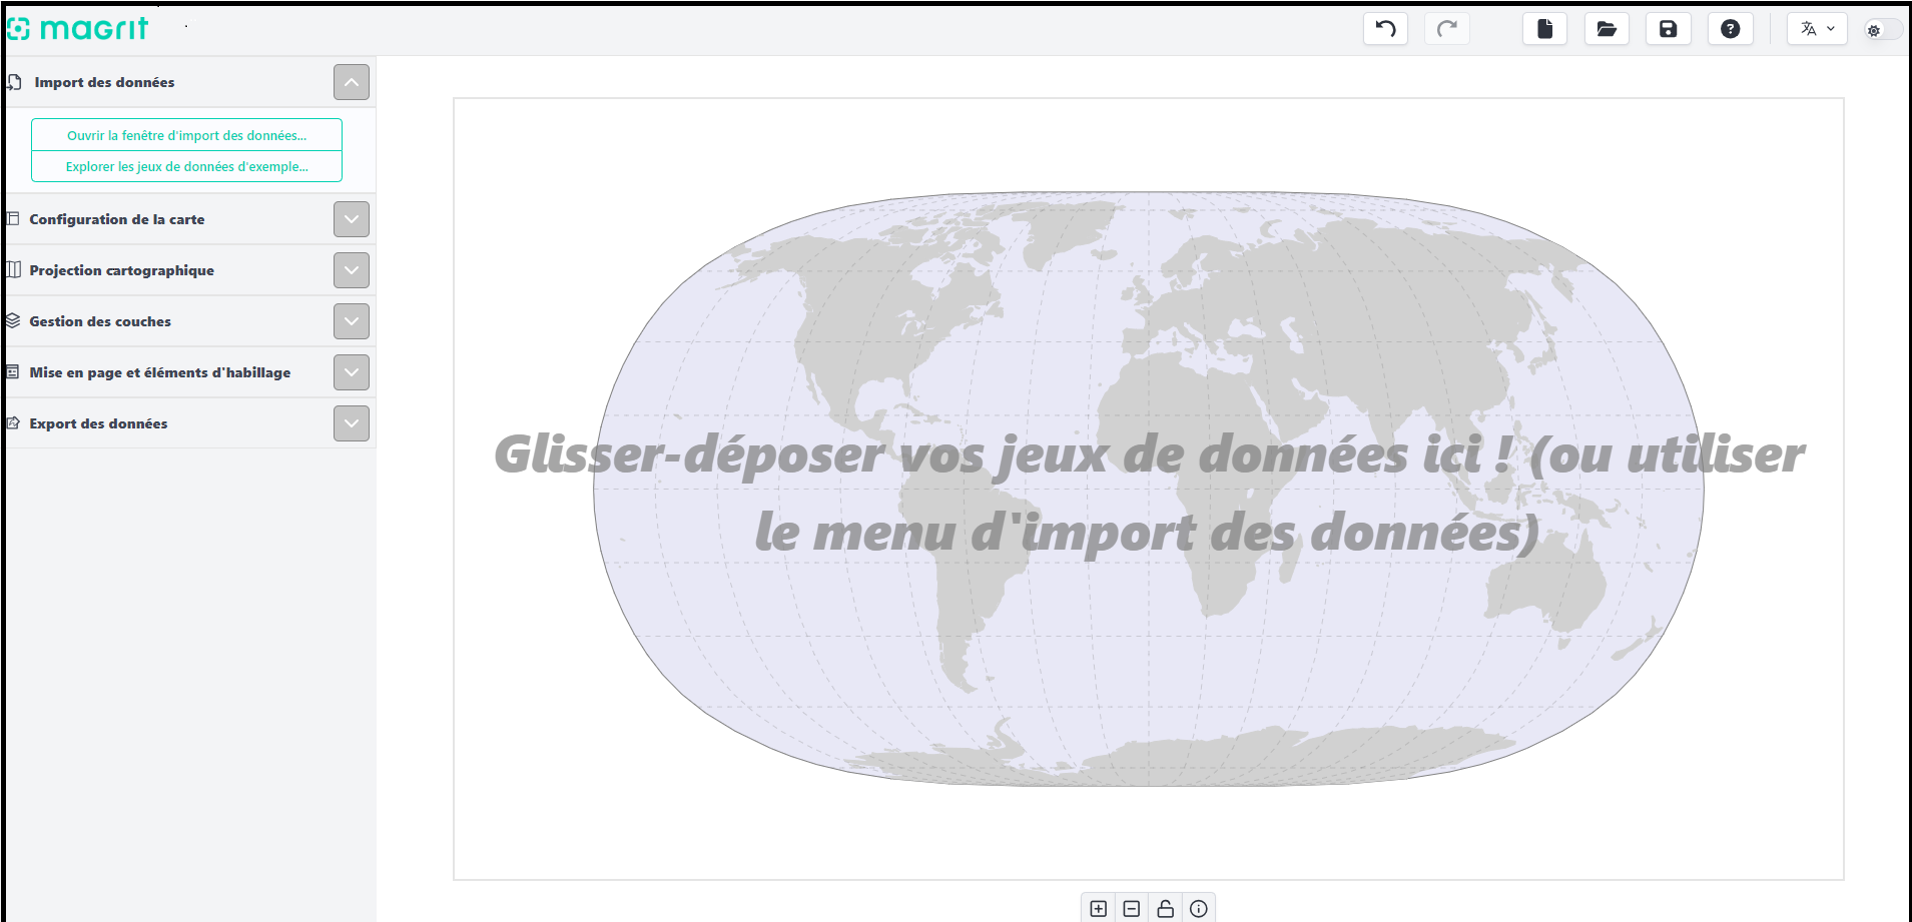 magrit
Import des données
Ouvrir la fenêtre d'import des données...
Explorer les jeux de données d'exemple...
Configuration de la carte
Projection cartographique
Gestion des couches
Mise en page et éléments d'habillage
Export des données
Glisser-déposer vos jeux de données ici ! (ou utiliser
le menu d'import des données)